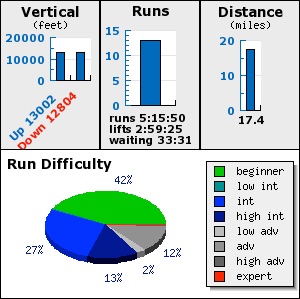 Vertical
(feet)
20000
10000
0
Up 13002
Down 12804
Runs
15
10
5
0
runs 5:15:50
lifts 2:59:25
waiting 33:31
Distance
(miles)
20
10
0
17.4
Run Difficulty
42%
27%
13%
2%
12%
beginner
low int
int
high int
low adv
adv
high adv
expert